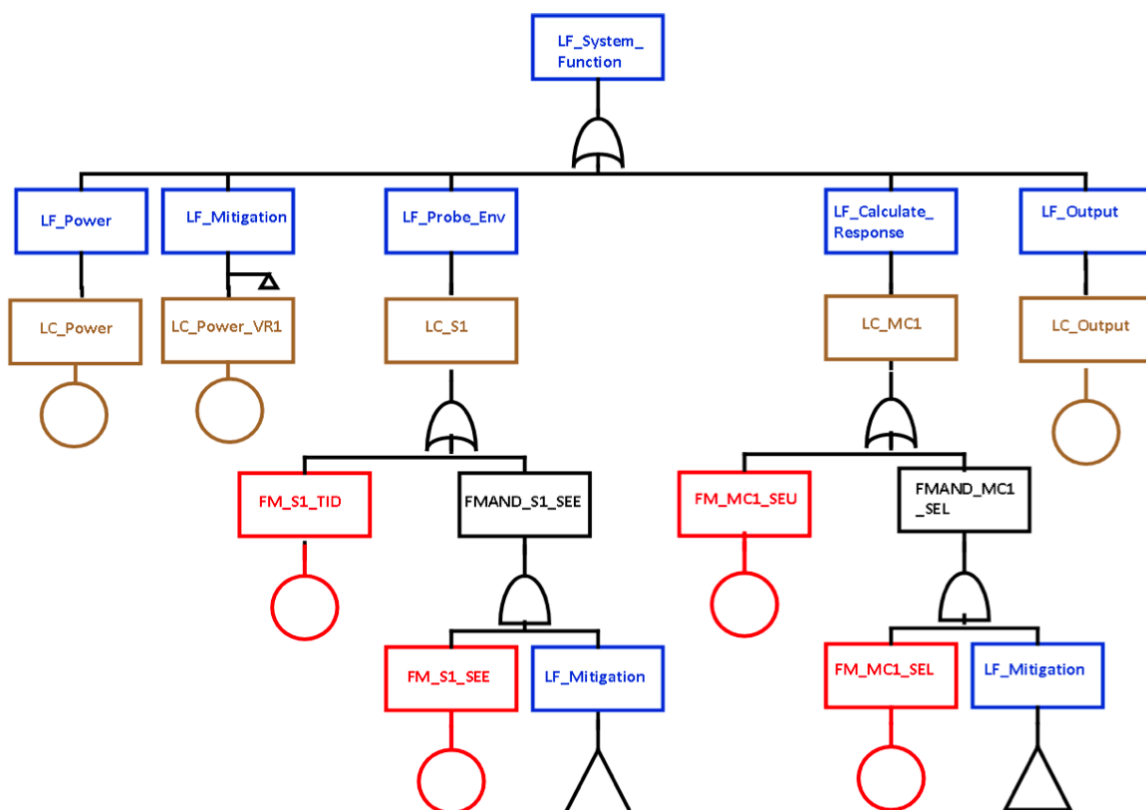 LF_System_
Function
LF_Power
LF_Mitigation
LF_Probe_Env
LF_Calculate_
Response
LF_Output
LC_Power
LC_Power_VR1
LC_S1
LC_MC1
LC_Output
FM_S1_TID
FMAND_S1_SEE
FM_MC1_SEU
FMAND_MC1
_SEL
FM_S1_SEE
LF_Mitigation
FM_MC1_SEL
LF_Mitigation